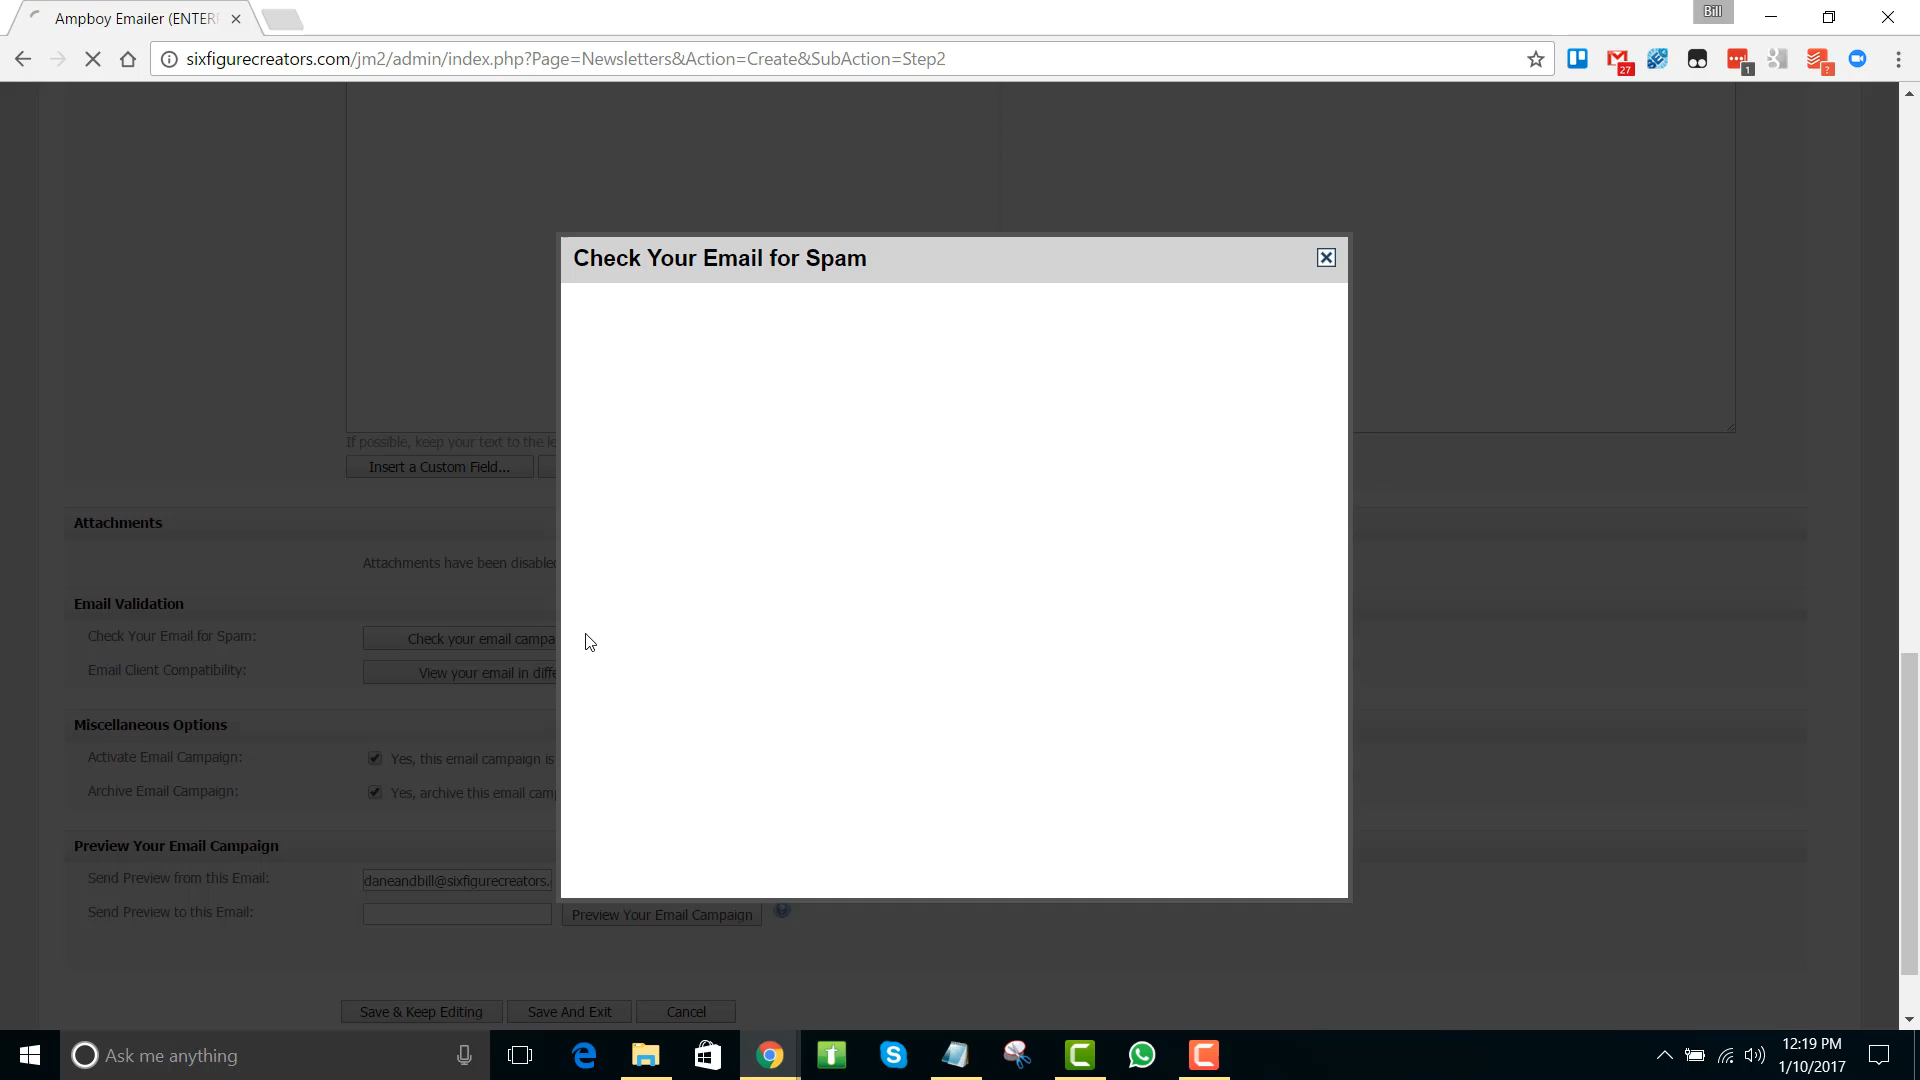 Ampboy Emailer (ENTER
Bill
sixfigurecreators.com/jm2/admin/index.php?Page=Newsletters&Action=Create&SubAction=Step2
27
1
?
Check Your Email for Spam
If possible, keep your text to the le
Insert a Custom Field...
Attachments
Attachments have been disabled
Email Validation
Check Your Email for Spam:
Check your email campa
Email Client Compatibility:
View your email in diffe
Miscellaneous Options
Activate Email Campaign:
Yes, this email campaign is
Archive Email Campaign:
Yes, archive this email camp
Preview Your Email Campaign
Send Preview from this Email:
daneandbill@sixfigurecreators.
Send Preview to this Email:
Preview Your Email Campaign
Save & Keep Editing
Save And Exit
Cancel
Ask me anything
12:19 PM
1/10/2017